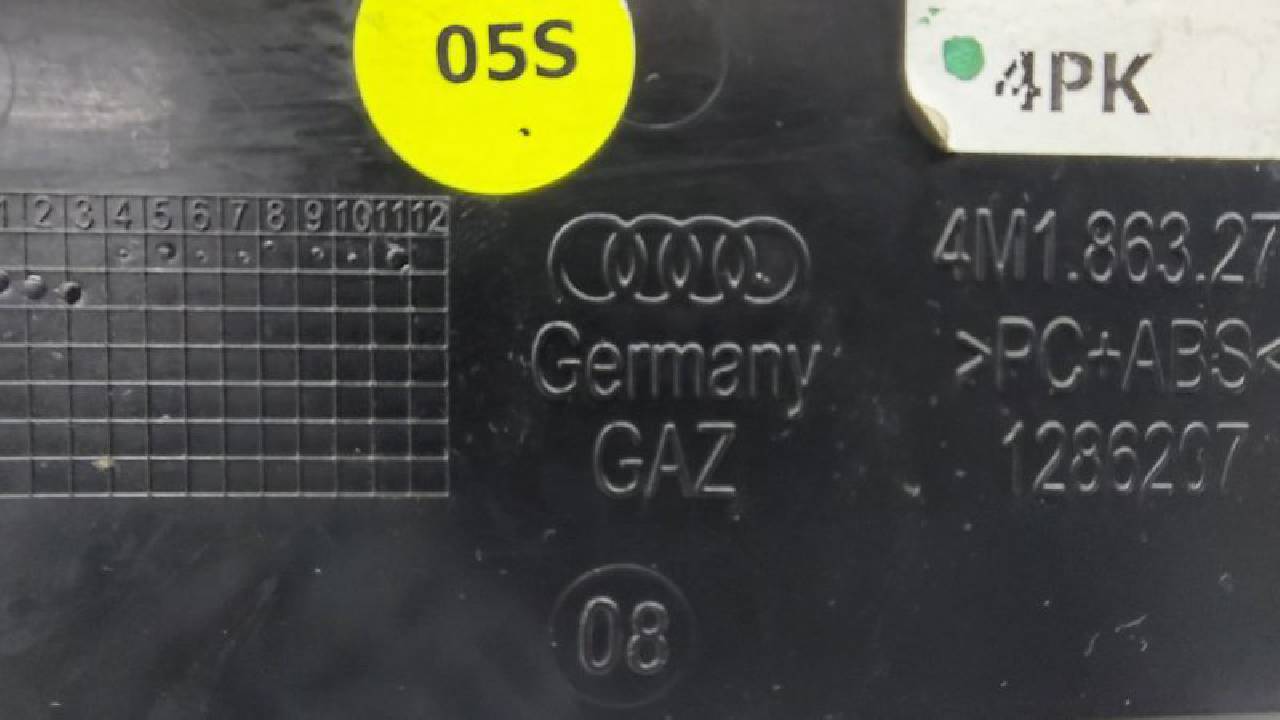 05S
4PK
1 2 3 4 5 6 7 8 9 10 11 12
4M1.863.27
Germany
>PC+ABS<
GAZ
1286207
08